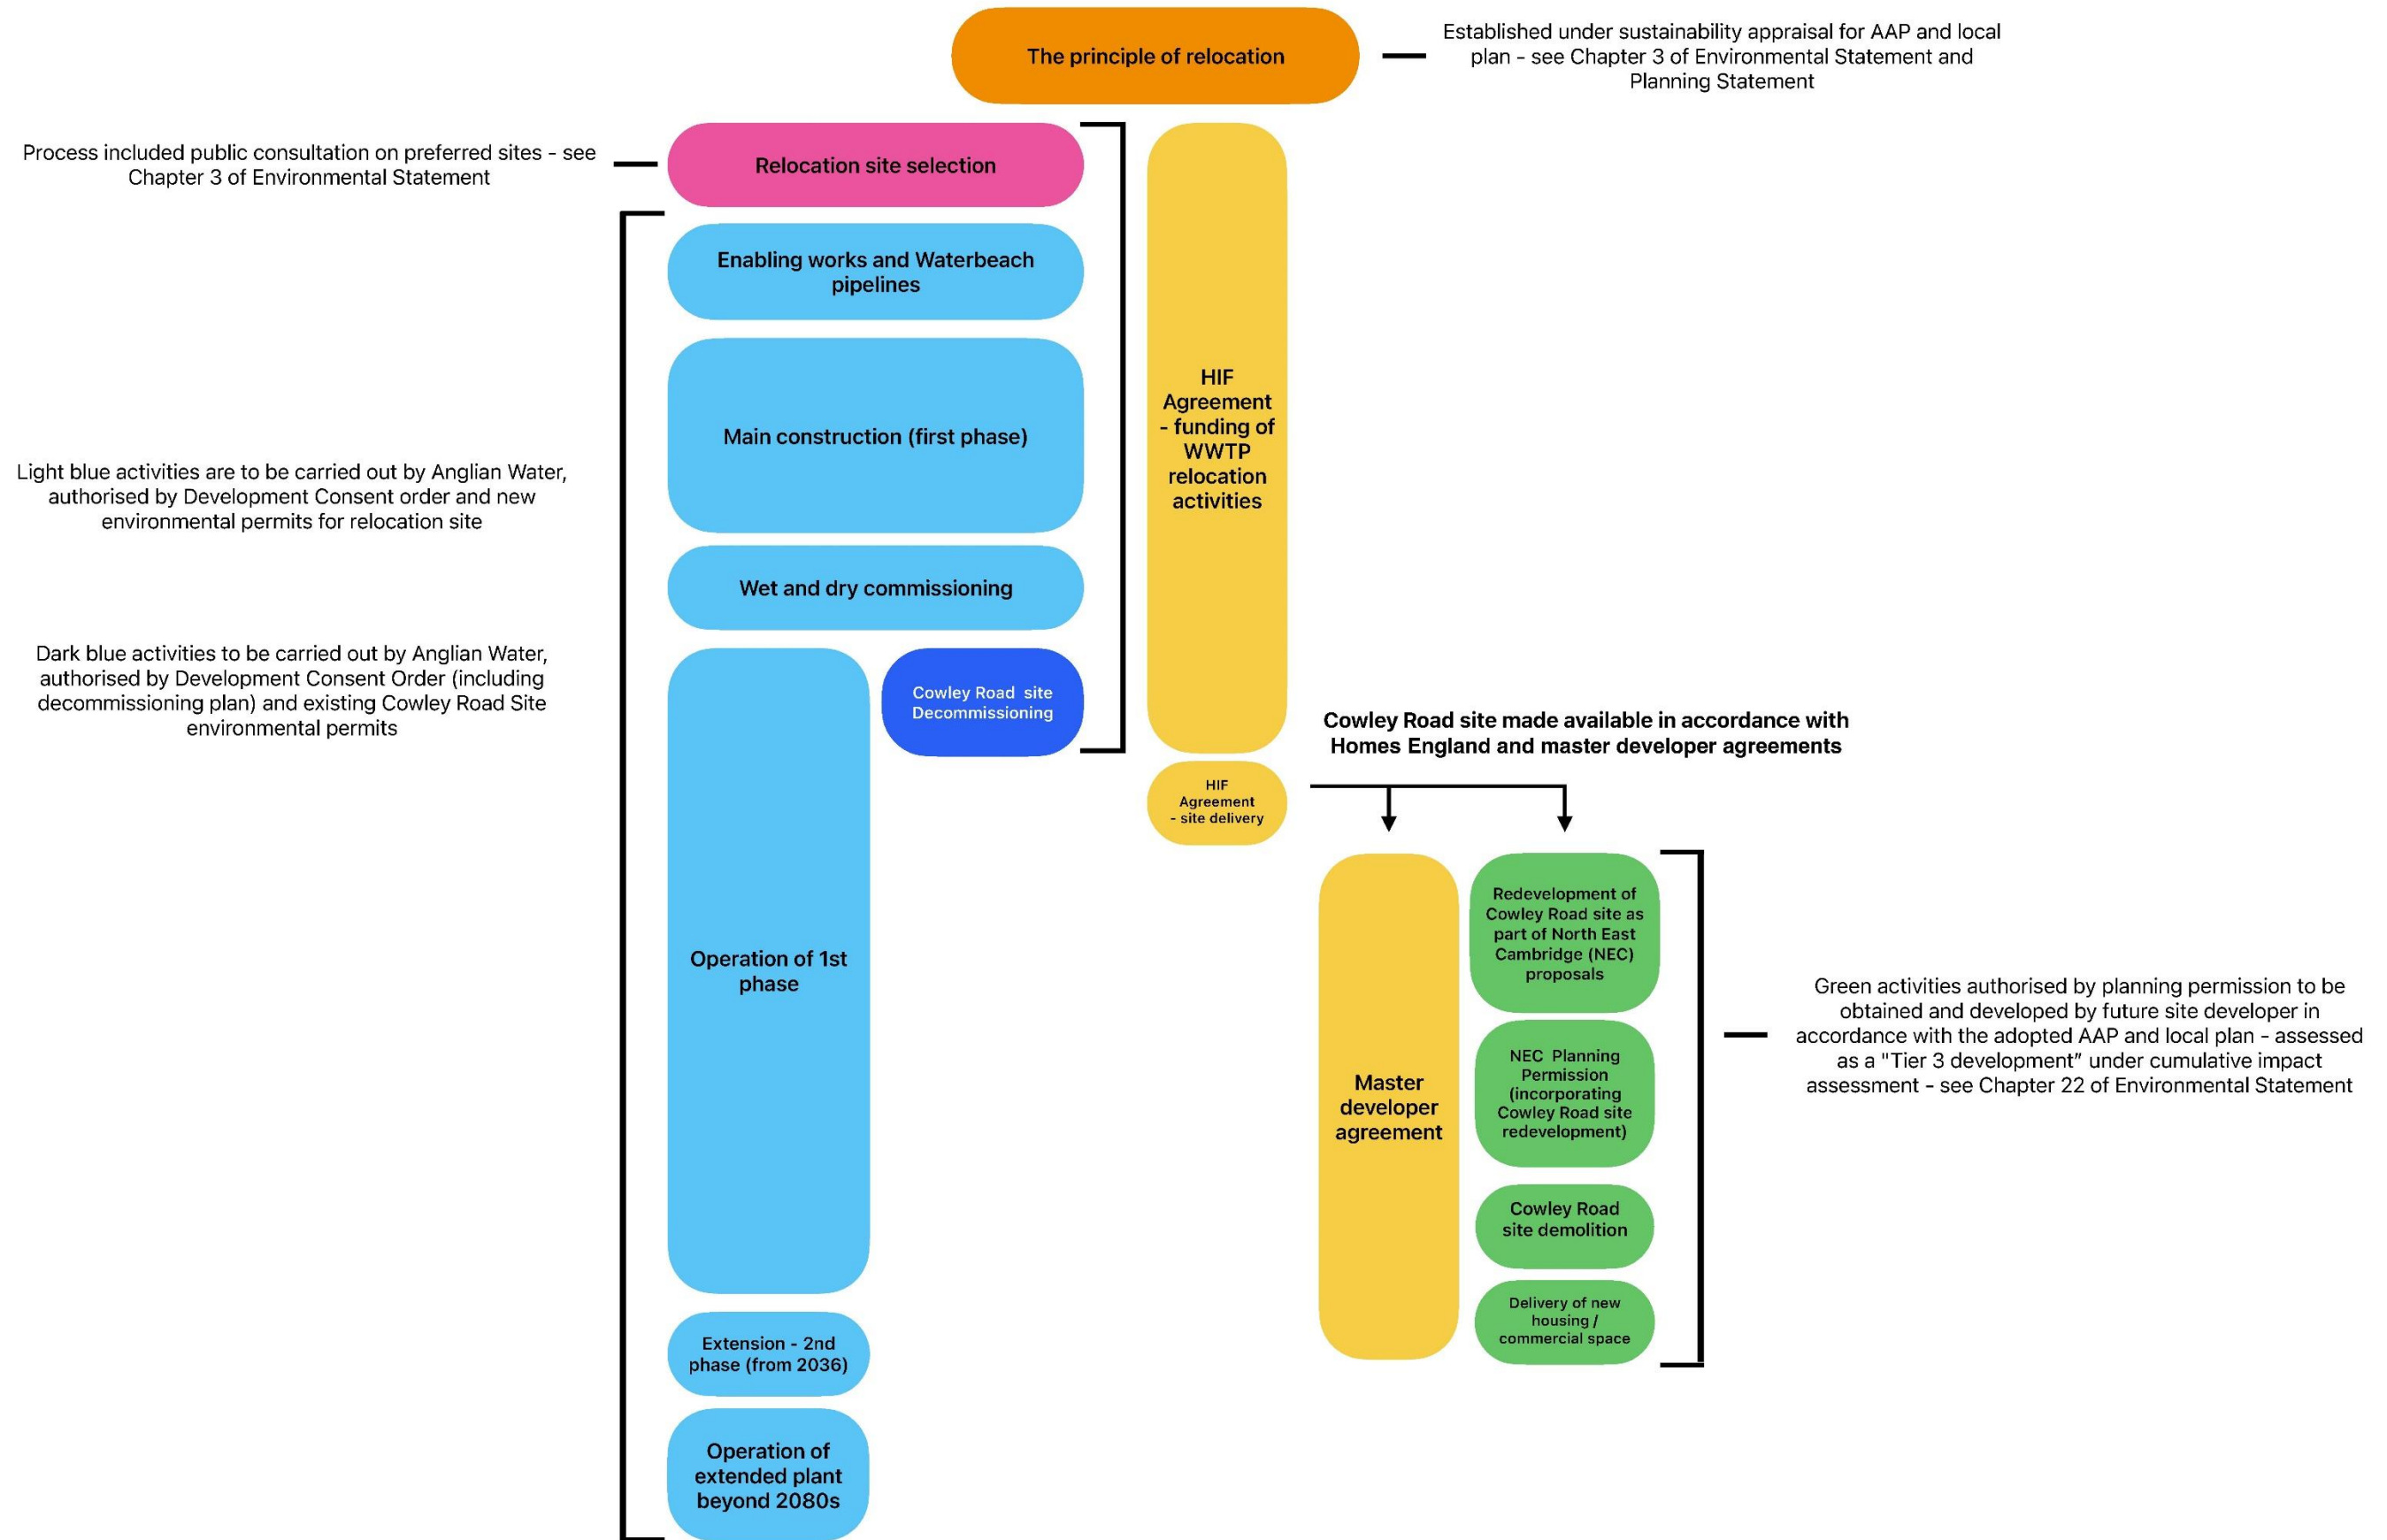 The principle of relocation
Established under sustainability appraisal for AAP and local
plan - see Chapter 3 of Environmental Statement and
Planning Statement
Process included public consultation on preferred sites - see
Chapter 3 of Environmental Statement
Relocation site selection
Enabling works and Waterbeach
pipelines
Main construction (first phase)
Light blue activities are to be carried out by Anglian Water,
authorised by Development Consent order and new
environmental permits for relocation site
Wet and dry commissioning
Dark blue activities to be carried out by Anglian Water,
authorised by Development Consent Order (including
decommissioning plan) and existing Cowley Road Site
environmental permits
Cowley Road site
Decommissioning
HIF
Agreement
- funding of
WWTP
relocation
activities
Cowley Road site made available in accordance with
Homes England and master developer agreements
HIF
Agreement
- site delivery
Operation of 1st
phase
Extension - 2nd
phase (from 2036)
Operation of
extended plant
beyond 2080s
Master
developer
agreement
Redevelopment of
Cowley Road site as
part of North East
Cambridge (NEC)
proposals
NEC Planning
Permission
(incorporating
Cowley Road site
redevelopment)
Cowley Road
site demolition
Delivery of new
housing /
commercial space
Green activities authorised by planning permission to be
obtained and developed by future site developer in
accordance with the adopted AAP and local plan - assessed
as a "Tier 3 development” under cumulative impact
assessment - see Chapter 22 of Environmental Statement